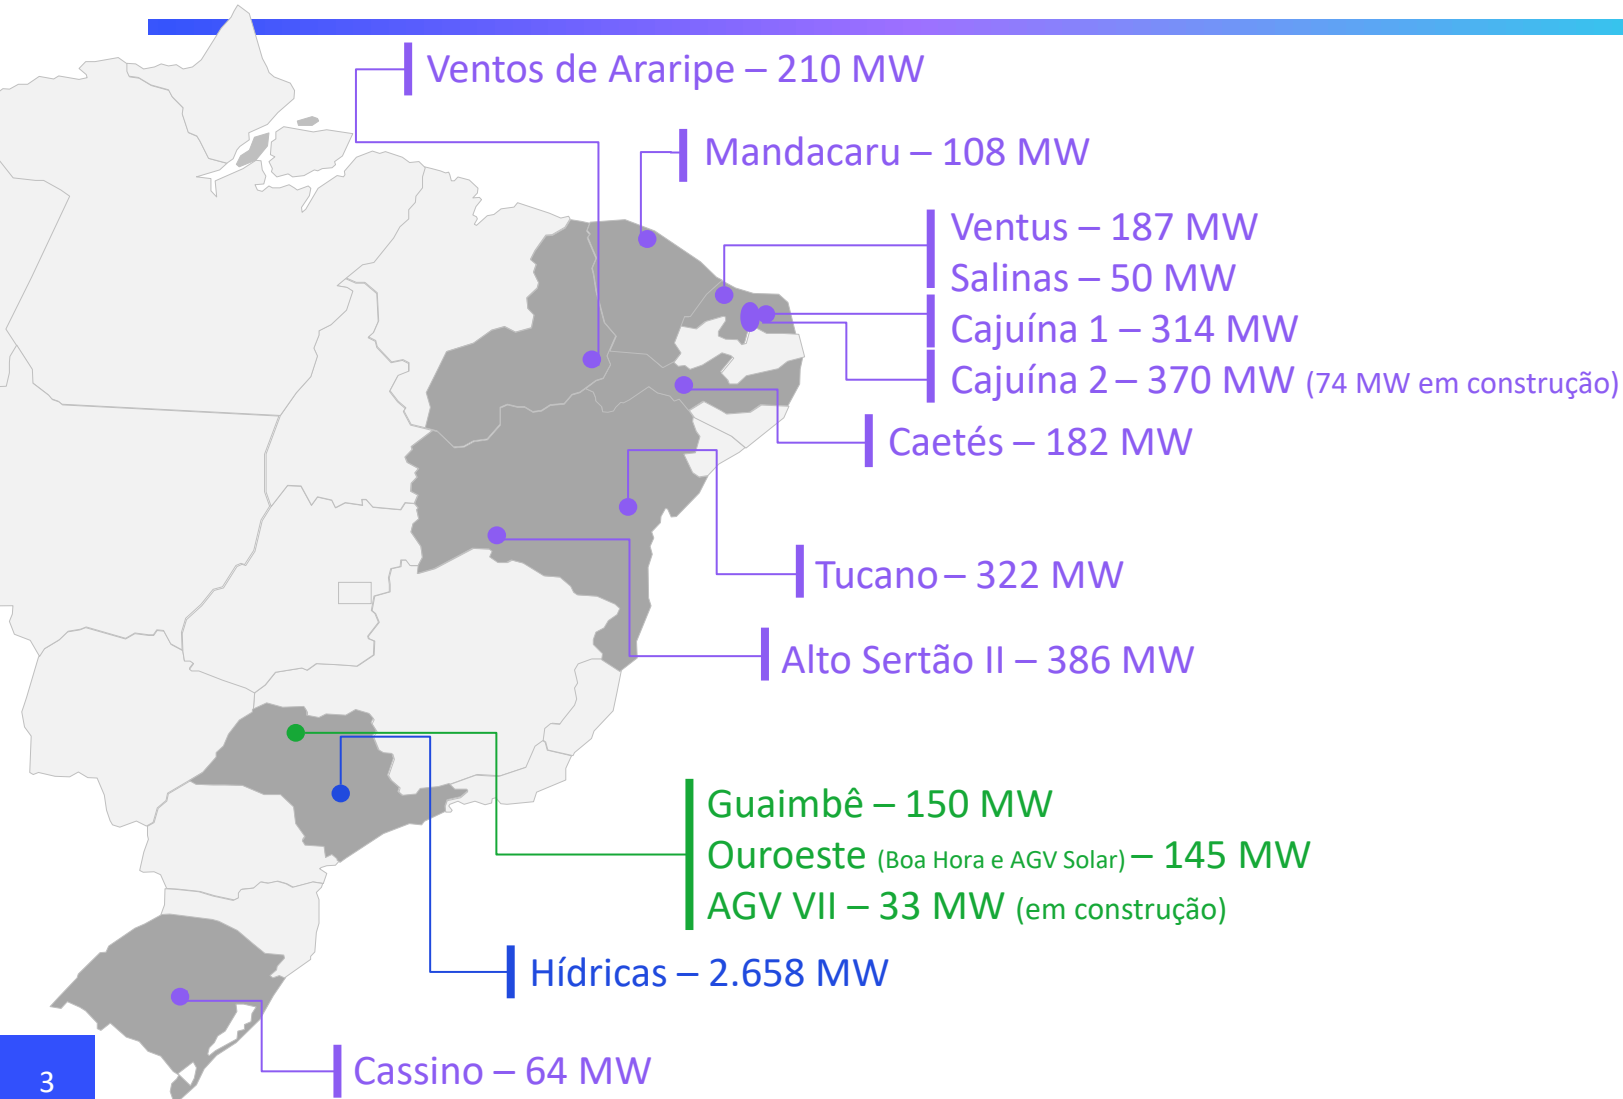 Ventos de Araripe – 210 MW
Mandacaru – 108 MW
Ventus – 187 MW
Salinas – 50 MW
Cajuína 1 – 314 MW
Cajuína 2 – 370 MW (74 MW em construção)
Caetés – 182 MW
Tucano – 322 MW
Alto Sertão II – 386 MW
Guaimbê – 150 MW
Ouroeste (Boa Hora e AGV Solar) – 145 MW
AGV VII – 33 MW (em construção)
Hídricas – 2.658 MW
Cassino – 64 MW
3